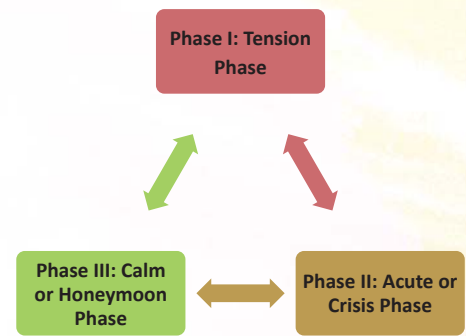 Phase I: Tension
Phase
Phase III: Calm
or Honeymoon
Phase
Phase II: Acute or
Crisis Phase